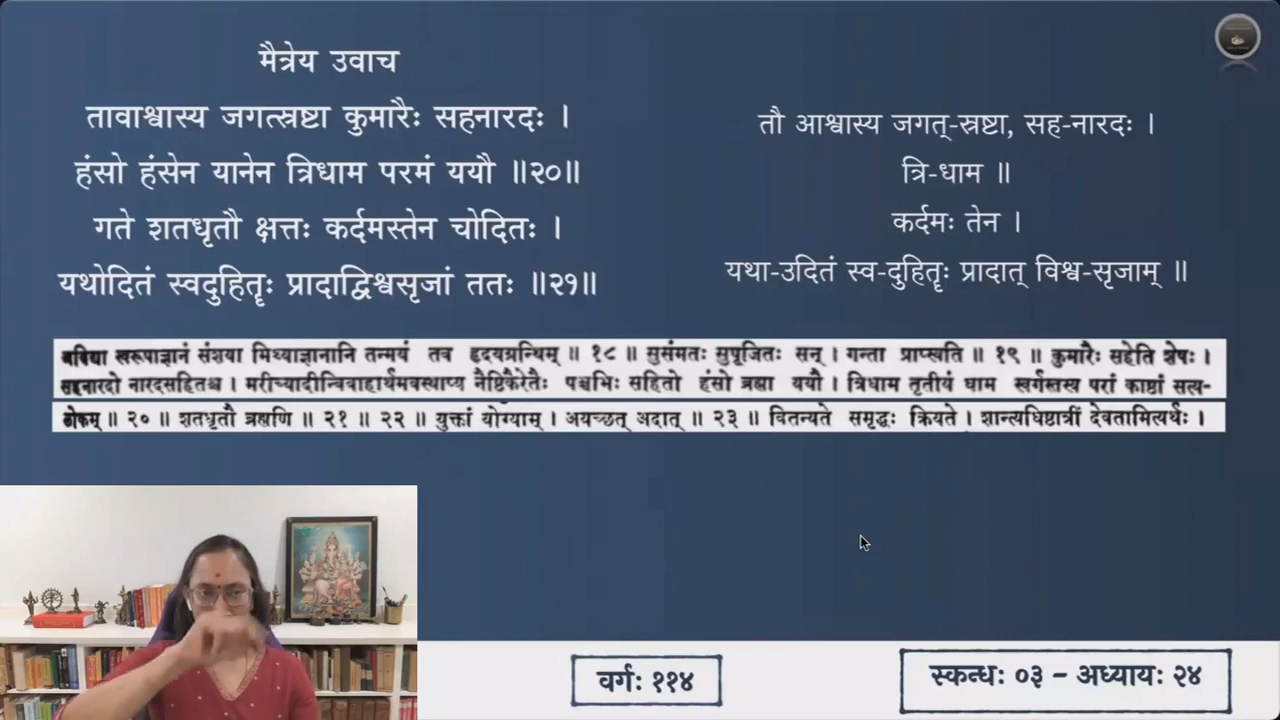 मैत्रेय उवाच
तावाश्वास्य जगत्स्रष्टा कुमारैः सहनारदः ।
हंसो हंसेन यानेन त्रिधाम परमं ययौ ॥२०॥
गते शतधृतौ क्षत्तः कर्दमस्तेन चोदितः ।
यथोदितं स्वदुहितॄः प्रादाद्विश्वसृजां ततः ॥२१॥
तौ आश्वास्य जगत्-स्रष्टा, सह-नारदः ।
त्रि-धाम ॥
कर्दमः तेन ।
यथा-उदितं स्व-दुहितॄः प्रादात् विश्व-सृजाम् ॥
अविद्या स्वरूपाज्ञानं संशया मिथ्याज्ञानानि तन्मयं तव हृदयग्रन्थिम् ॥ १८ ॥ सुसंमतः सुपूजितः सन् । गन्ता प्राप्स्यति ॥ १९ ॥ कुमारैः सहेति शेषः ।
सहनारदो नारदसहितश्च । मरीच्यादीन्विवाहार्थमवस्थाप्य नैष्ठिकैरेतैः पञ्चभिः सहितो हंसो ब्रह्मा ययौ । त्रिधाम तृतीयं धाम स्वर्गस्तस्य परां काष्ठां सत्य-
लोकम् ॥ २० ॥ शतधृतौ ब्रह्मणि ॥ २१ ॥ २२ ॥ युक्तां योग्याम् । अयच्छत् अदात् ॥ २३ ॥ वितन्यते समृद्धः क्रियते । शान्त्यधिष्ठात्रीं देवतामित्यर्थः ।
वर्गः ११४
स्कन्धः ०३ – अध्यायः २४